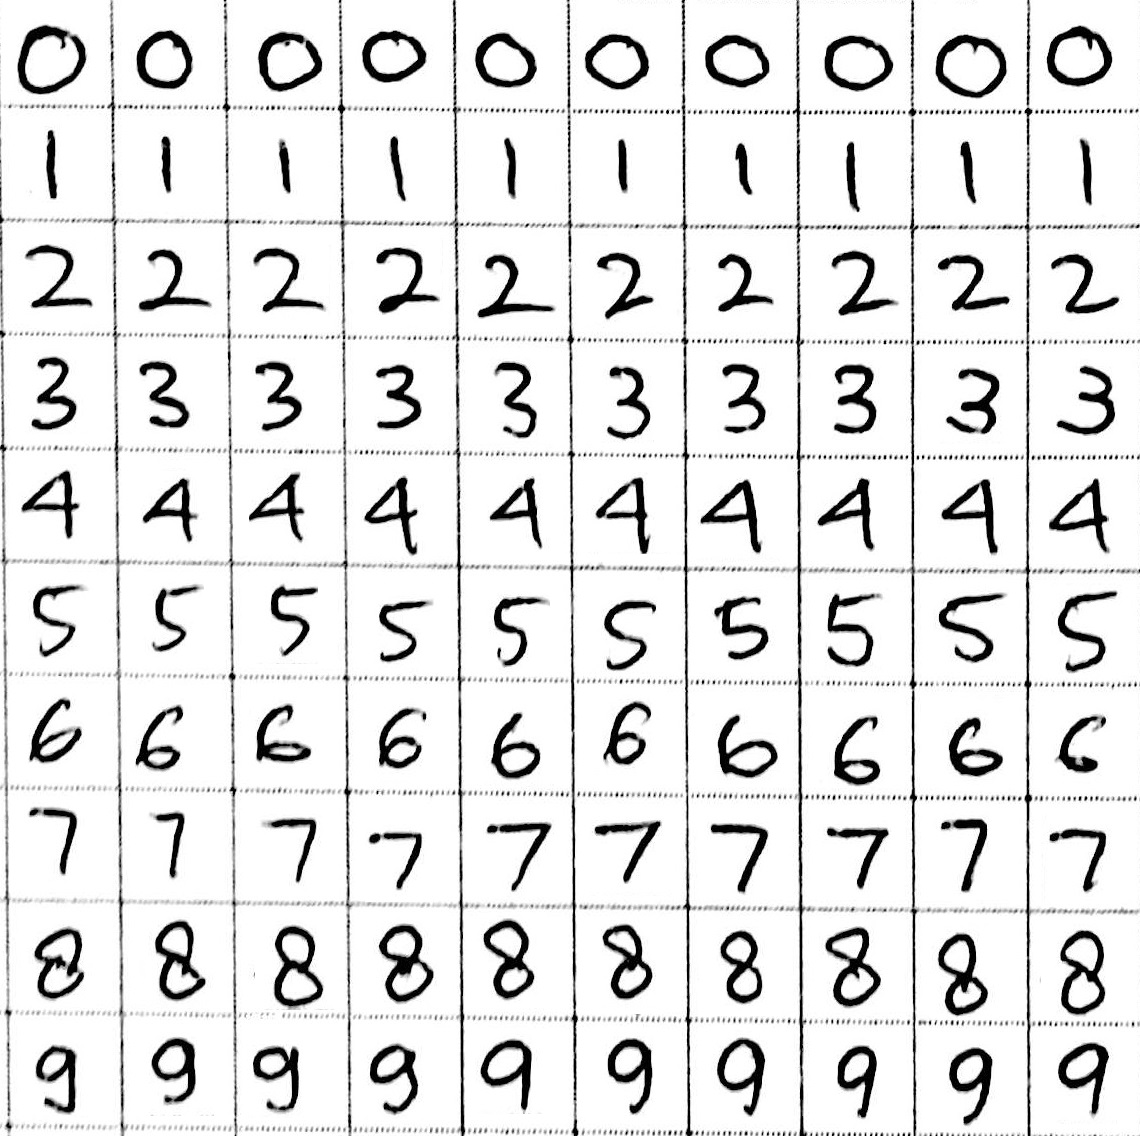 0 0 0 0 0 0 0 0 0 0
1 1 1 1 1 1 1 1 1 1
2 2 2 2 2 2 2 2 2 2
3 3 3 3 3 3 3 3 3 3
4 4 4 4 4 4 4 4 4 4
5 5 5 5 5 5 5 5 5 5
6 6 6 6 6 6 6 6 6 6
7 7 7 7 7 7 7 7 7 7
8 8 8 8 8 8 8 8 8 8
9 9 9 9 9 9 9 9 9 9